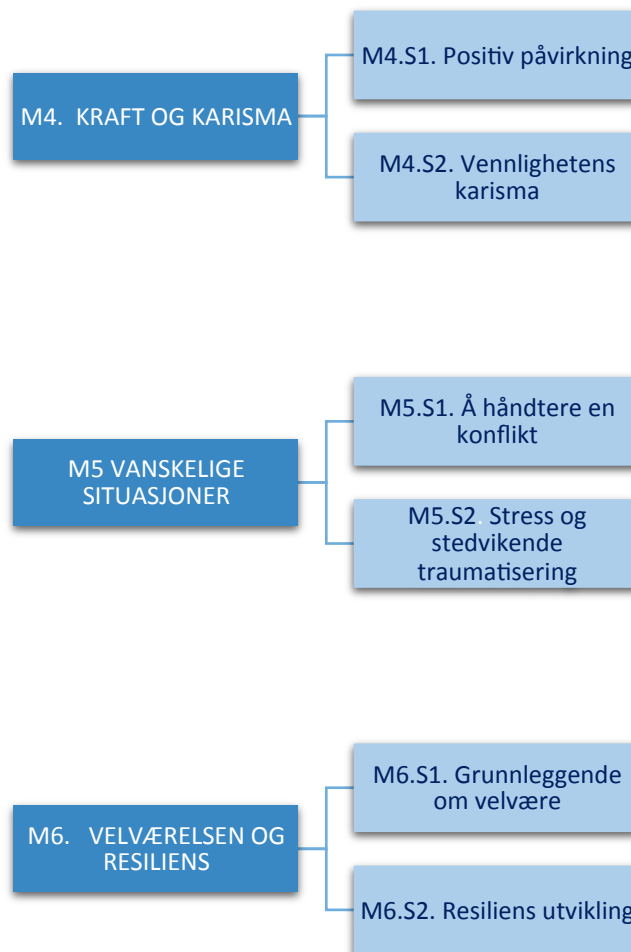 M4. KRAFT OG KARISMA
M4.S1. Positiv påvirkning
M4.S2. Vennlighetens
karisma
M5 VANSKELIGE
SITUASJONER
M5.S1. Å håndtere en
konflikt
M5.S2. Stress og
stedvikende
traumatisering
M6. VELVÆRELSEN OG
RESILIENS
M6.S1. Grunnleggende
om velvære
M6.S2. Resiliens utvikling